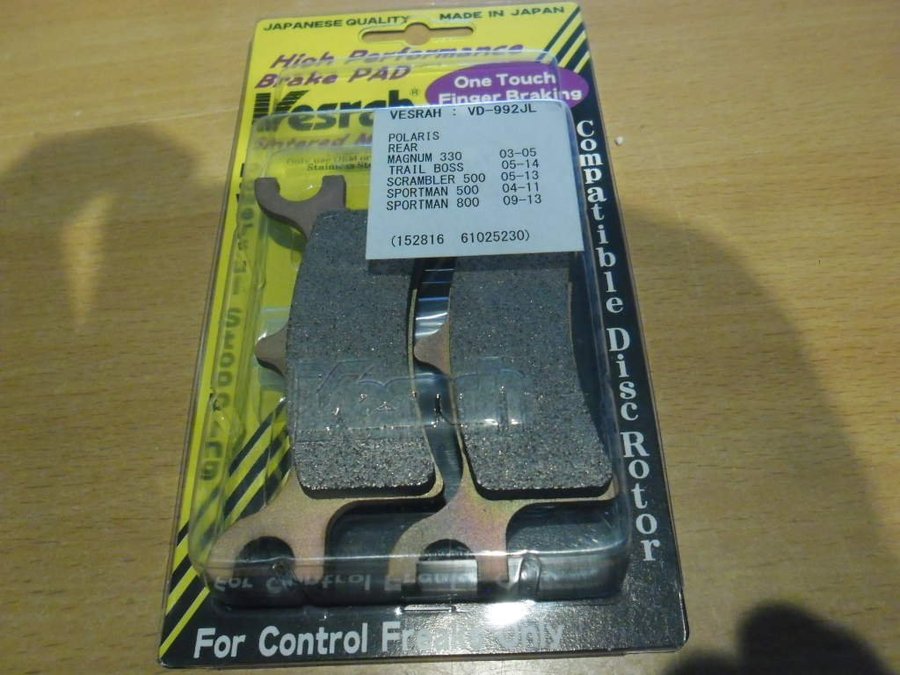 JAPANESE QUALITY MADE IN JAPAN
High Performance
Brake PAD
One Touch
Finger Braking
Vesrah®
Sintered
VESRAH : VD-992JL
POLARIS
REAR
MAGNUM 330 03-05
TRAIL BOSS 05-14
SCRAMBLER 500 05-13
SPORTMAN 500 04-11
SPORTMAN 800 09-13
(152816 61025230)
Compatible Disc Rotor
Vesrah
For Control Freaks Only